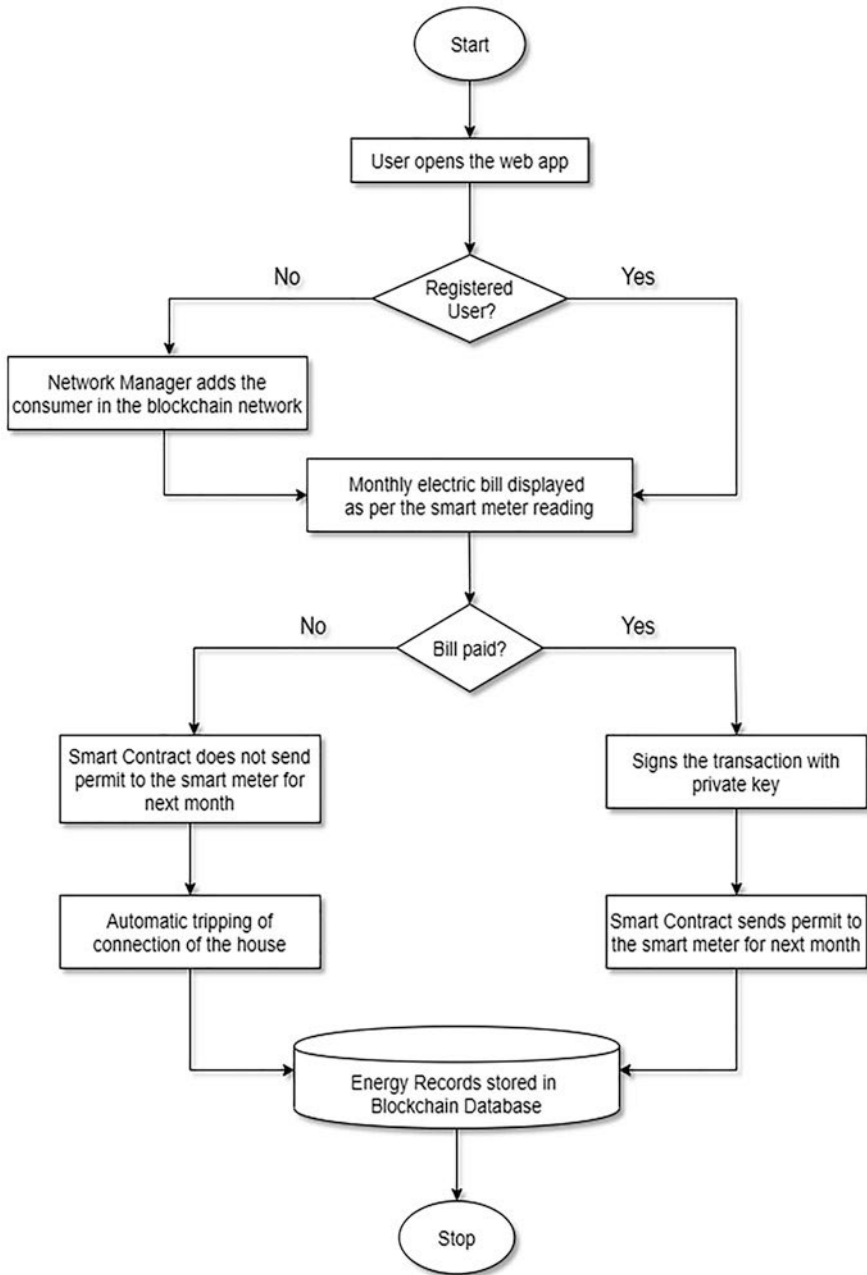 Start
User opens the web app
No
Yes
Registered
User?
Network Manager adds the
consumer in the blockchain network
Monthly electric bill displayed
as per the smart meter reading
No
Yes
Bill paid?
Smart Contract does not send
permit to the smart meter for
next month
Signs the transaction with
private key
Automatic tripping of
connection of the house
Smart Contract sends permit to
the smart meter for next month
Energy Records stored in
Blockchain Database
Stop